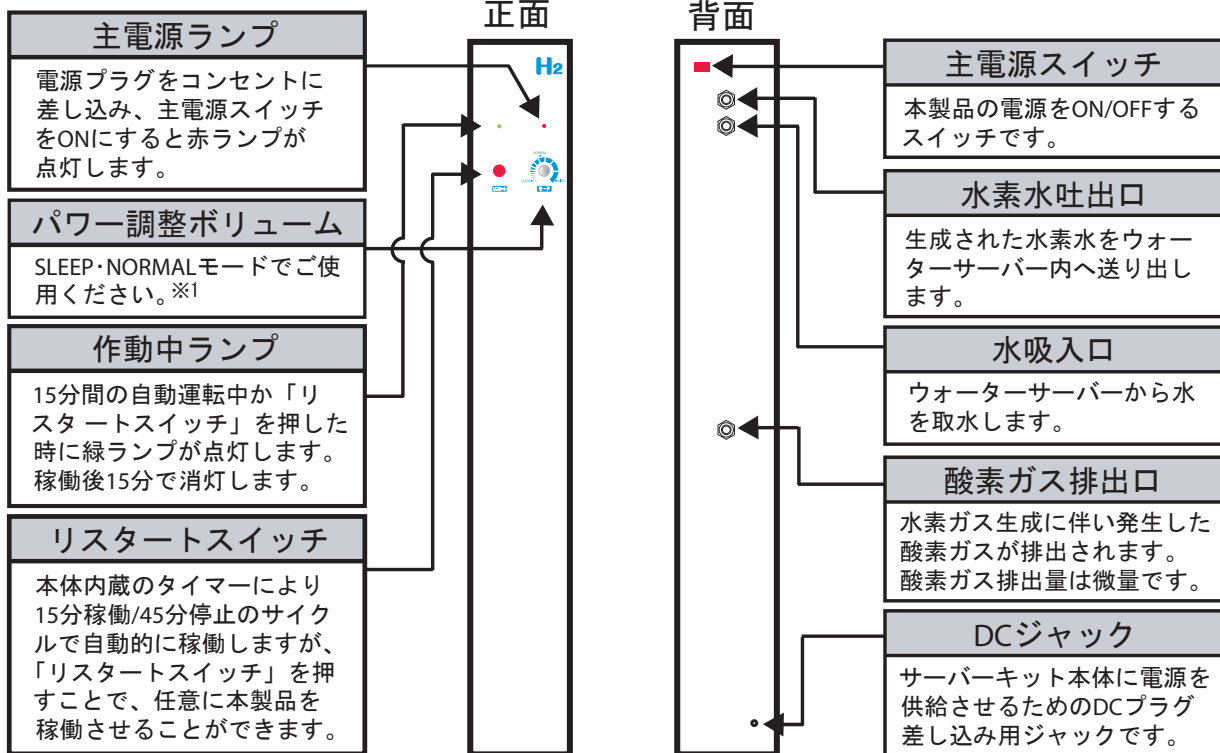 正面
背面
主電源ランプ
電源プラグをコンセントに
差し込み、主電源スイッチ
をONにすると赤ランプが
点灯します。
パワー調整ボリューム
SLEEP･NORMALモードでご使
用ください。※1
作動中ランプ
15分間の自動運転中か「リ
スタ ートスイッチ」を押した
時に緑ランプが点灯します。
稼働後15分で消灯します。
リスタートスイッチ
本体内蔵のタイマーにより
15分稼働/45分停止のサイク
ルで自動的に稼働しますが、
「リスタートスイッチ」を押
すことで、任意に本製品を
稼働させることができます。
H2
NORMAL
SLEEP
主電源スイッチ
本製品の電源をON/OFFする
スイッチです。
水素水吐出口
生成された水素水をウォー
ターサーバー内へ送り出し
ます。
水吸入口
ウォーターサーバーから水
を取水します。
酸素ガス排出口
水素ガス生成に伴い発生した
酸素ガスが排出されます。
酸素ガス排出量は微量です。
DCジャック
サーバーキット本体に電源を
供給させるためのDCプラグ
差し込み用ジャックです。